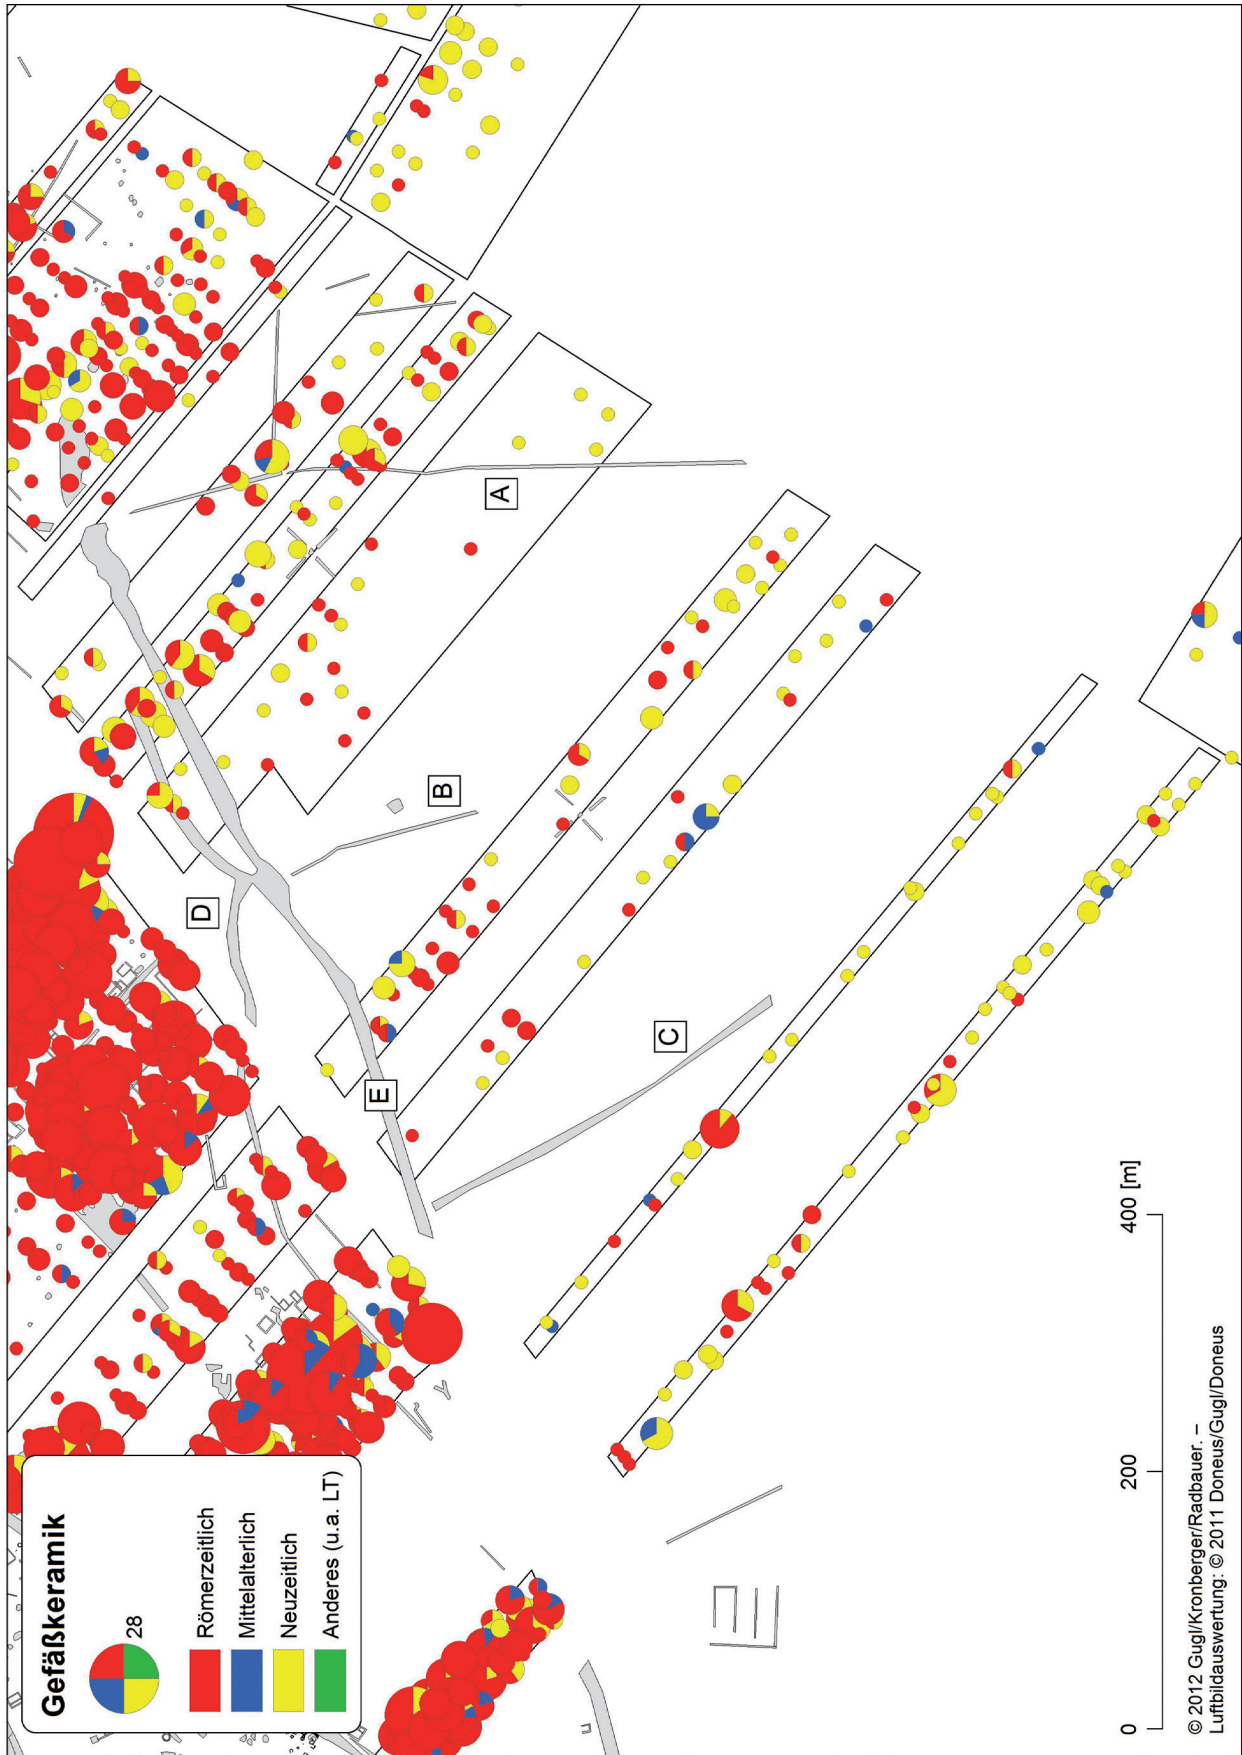 Gefäßkeramik
28
Römerzeitlich
Mittelalterlich
Neuzeitlich
Anderes (u.a. LT)
A
B
C
D
E
0
200
400 [m]
© 2012 Gugl/Kronberger/Radbauer. –
Luftbildauswertung: © 2011 Doneus/Gugl/Doneus